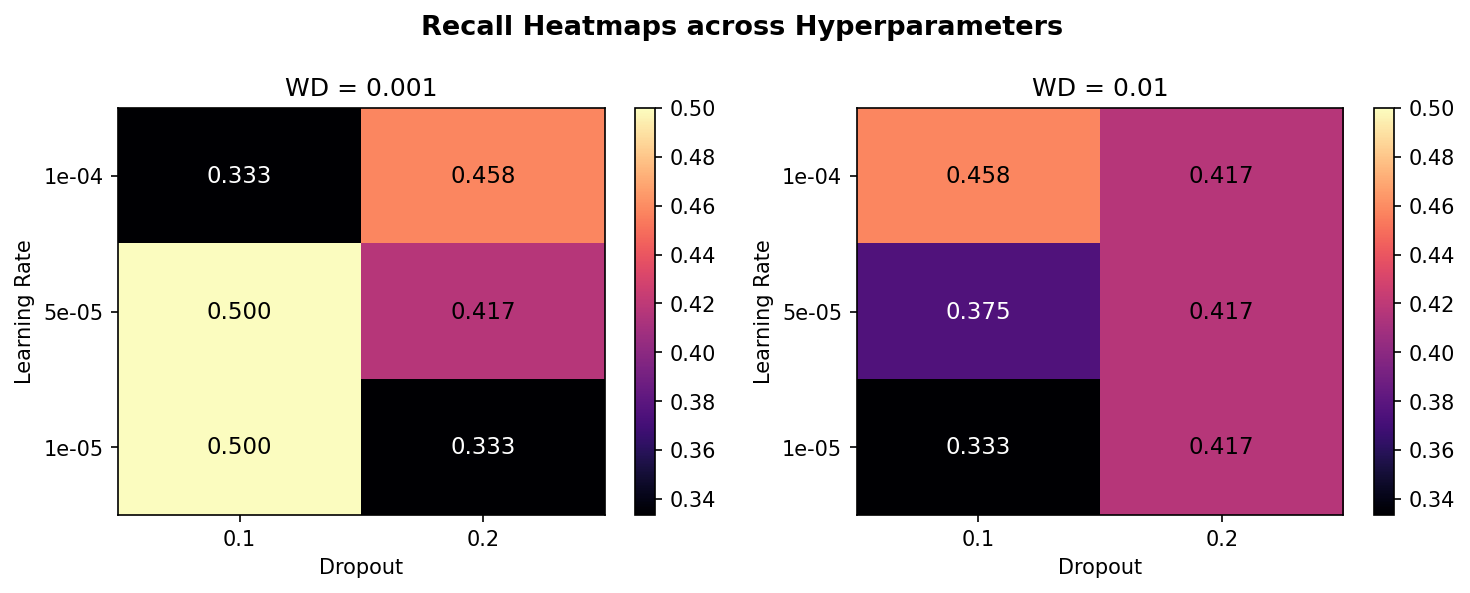 Recall Heatmaps across Hyperparameters
WD = 0.001
Learning Rate
1e-04
5e-05
1e-05
0.333 0.458
0.500 0.417
0.500 0.333
0.1 0.2
Dropout
0.50
0.48
0.46
0.44
0.42
0.40
0.38
0.36
0.34
WD = 0.01
Learning Rate
1e-04
5e-05
1e-05
0.458 0.417
0.375 0.417
0.333 0.417
0.1 0.2
Dropout
0.50
0.48
0.46
0.44
0.42
0.40
0.38
0.36
0.34